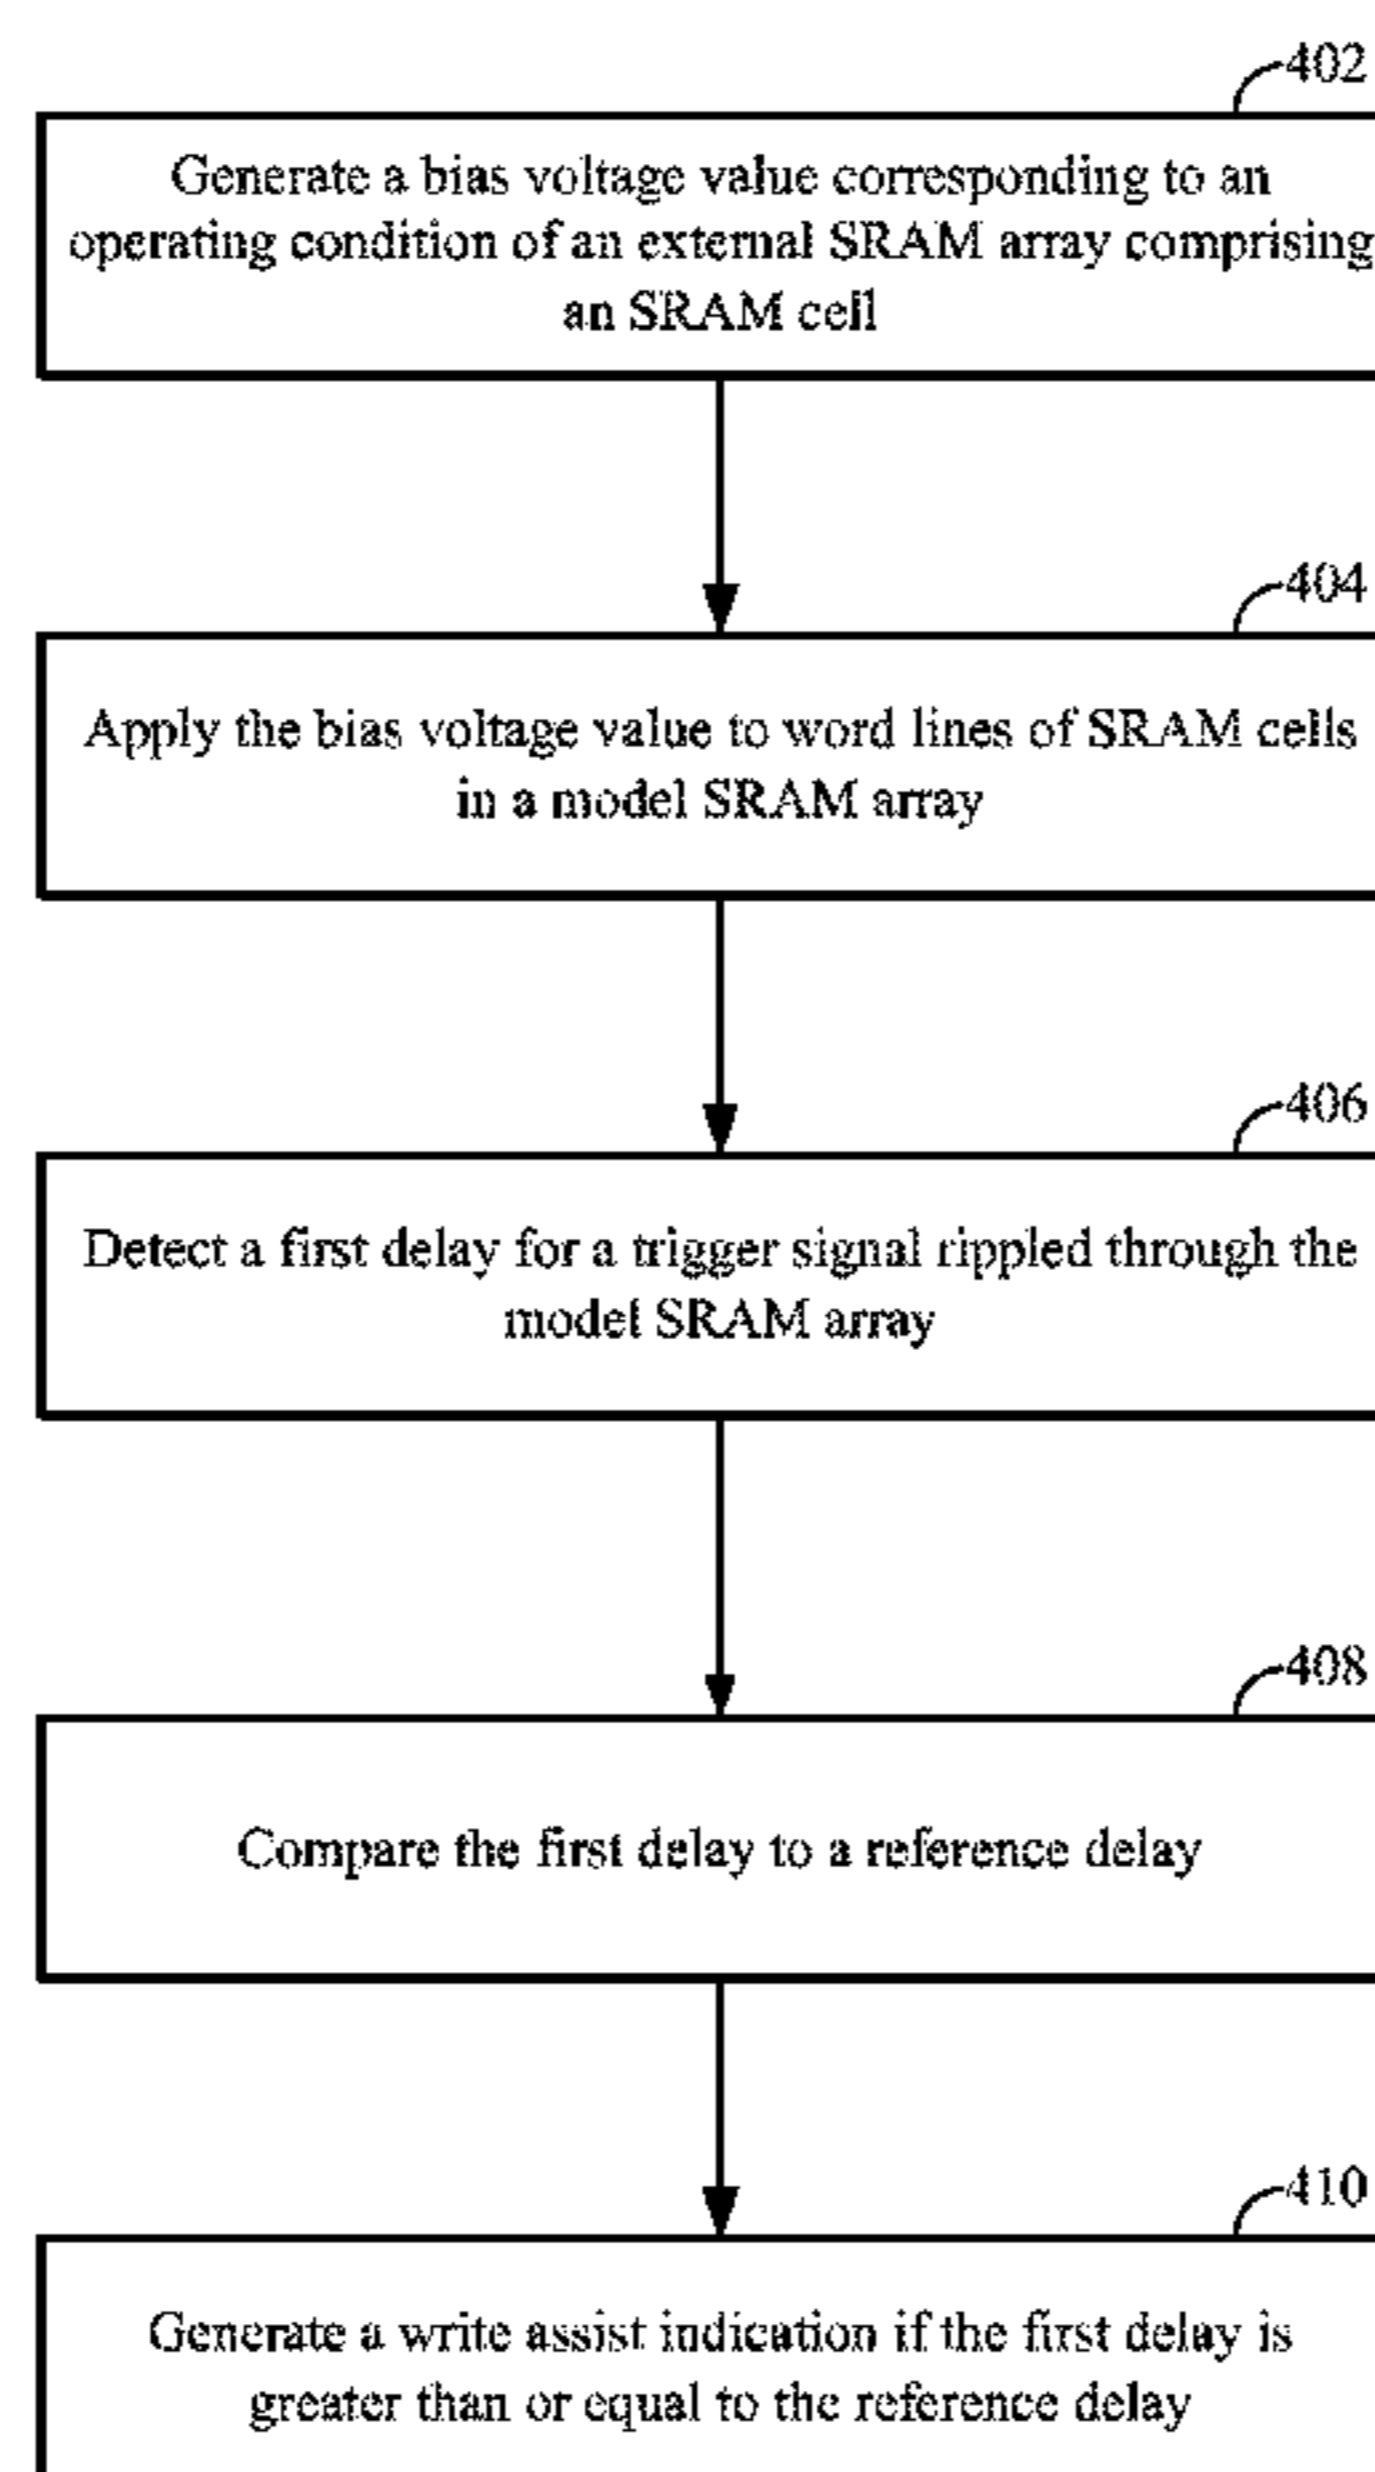 402
Generate a bias voltage value corresponding to an
operating condition of an external SRAM array comprising
an SRAM cell
404
Apply the bias voltage value to word lines of SRAM cells
in a model SRAM array
406
Detect a first delay for a trigger signal rippled through the
model SRAM array
408
Compare the first delay to a reference delay
410
Generate a write assist indication if the first delay is
greater than or equal to the reference delay